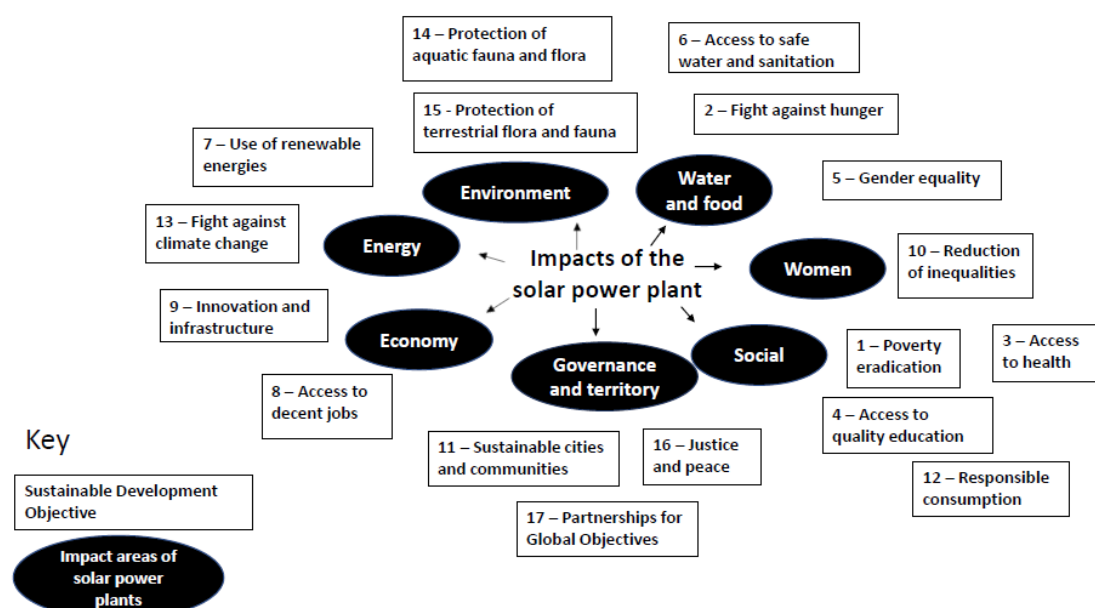 14 – Protection of
aquatic fauna and flora
6 – Access to safe
water and sanitation
15 - Protection of
terrestrial flora and fauna
2 – Fight against hunger
7 – Use of renewable
energies
Environment
Water
and food
5 – Gender equality
13 – Fight against
climate change
Energy
Impacts of the
solar power plant
Women
10 – Reduction
of inequalities
9 – Innovation and
infrastructure
Economy
Governance
and territory
Social
1 – Poverty
eradication
3 – Access
to health
8 – Access to
decent jobs
4 – Access to
quality education
Key
11 – Sustainable cities
and communities
16 – Justice
and peace
12 – Responsible
consumption
Sustainable Development
Objective
17 – Partnerships for
Global Objectives
Impact areas of
solar power
plants